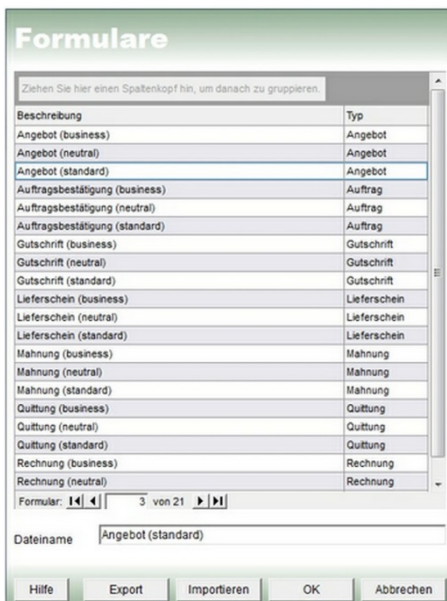 Formulare
Ziehen Sie hier einen Spaltenkopf hin, um danach zu gruppieren.
Beschreibung Typ
Angebot (business) Angebot
Angebot (neutral) Angebot
Angebot (standard) Angebot
Auftragsbestätigung (business) Auftrag
Auftragsbestätigung (neutral) Auftrag
Auftragsbestätigung (standard) Auftrag
Gutschrift (business) Gutschrift
Gutschrift (neutral) Gutschrift
Gutschrift (standard) Gutschrift
Lieferschein (business) Lieferschein
Lieferschein (neutral) Lieferschein
Lieferschein (standard) Lieferschein
Mahnung (business) Mahnung
Mahnung (neutral) Mahnung
Mahnung (standard) Mahnung
Quittung (business) Quittung
Quittung (neutral) Quittung
Quittung (standard) Quittung
Rechnung (business) Rechnung
Rechnung (neutral) Rechnung
Formular: 3 von 21
Dateiname Angebot (standard)
Hilfe Export Importieren OK Abbrechen